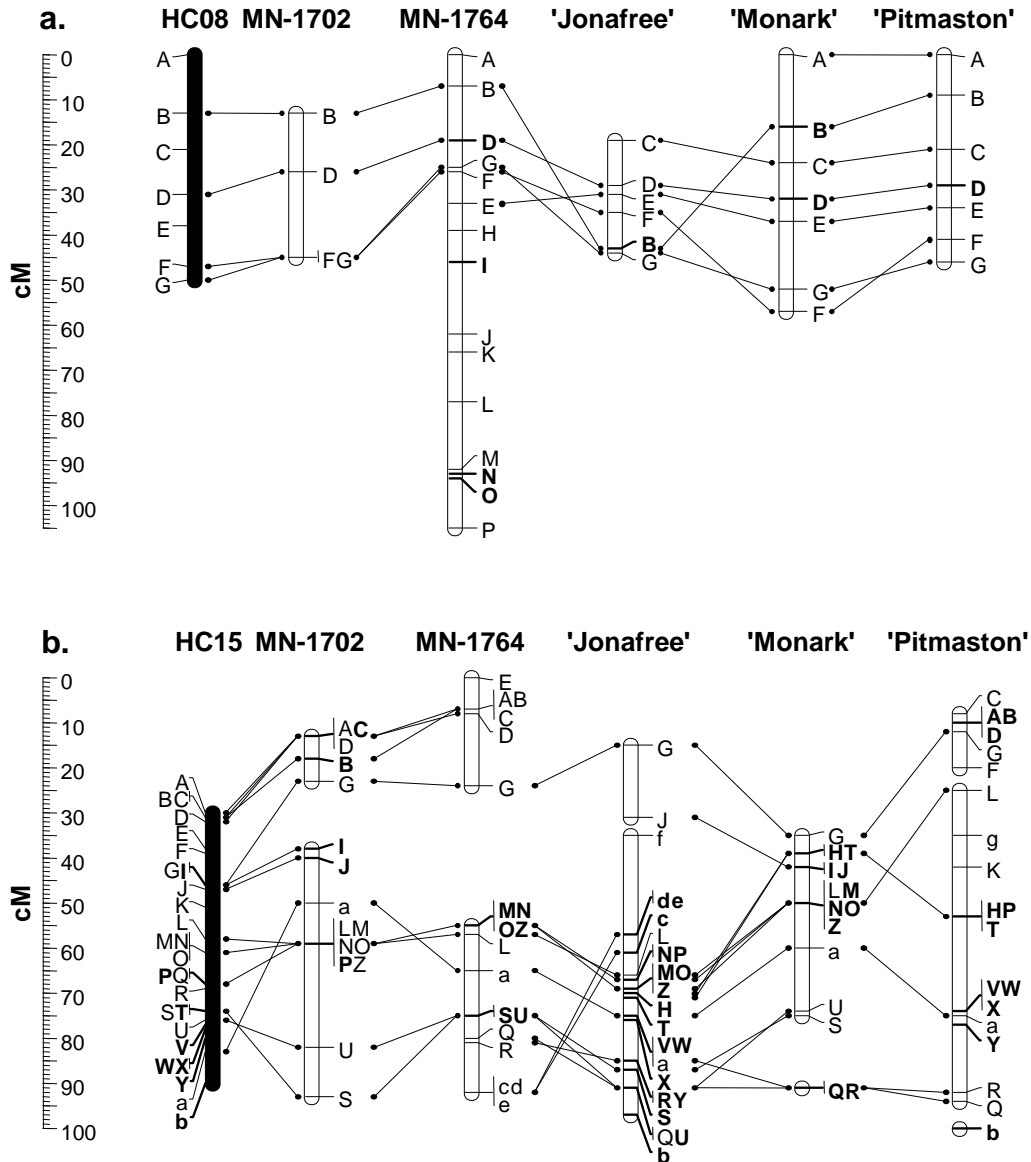 a. HC08 MN-1702 MN-1764 'Jonafree' 'Monark' 'Pitmaston'
cM
0
10
20
30
40
50
60
70
80
90
100
A
B
C
D
E
F
G
B
D
FG
A
B
D
G
F
E
H
I
J
K
L
M
N
O
P
C
D
E
F
B
G
A
B
C
D
E
G
F
A
B
C
D
E
F
G
b. HC15 MN-1702 MN-1764 'Jonafree' 'Monark' 'Pitmaston'
cM
0
10
20
30
40
50
60
70
80
90
100
A
BC
D
E
F
GI
J
K
L
MN
O
PQ
R
ST
U
V
WX
Y
a
b
AC
D
B
G
I
J
a
LM
NO
PZ
U
S
E
AB
C
D
G
MN
OZ
L
a
SU
Q
R
cd
e
G
J
f
de
c
L
NP
MO
Z
H
T
VW
a
X
RY
S
QU
b
G
HT
IJ
LM
NO
Z
a
U
S
QR
C
AB
D
G
F
L
g
K
HP
T
VW
X
a
Y
R
Q
b